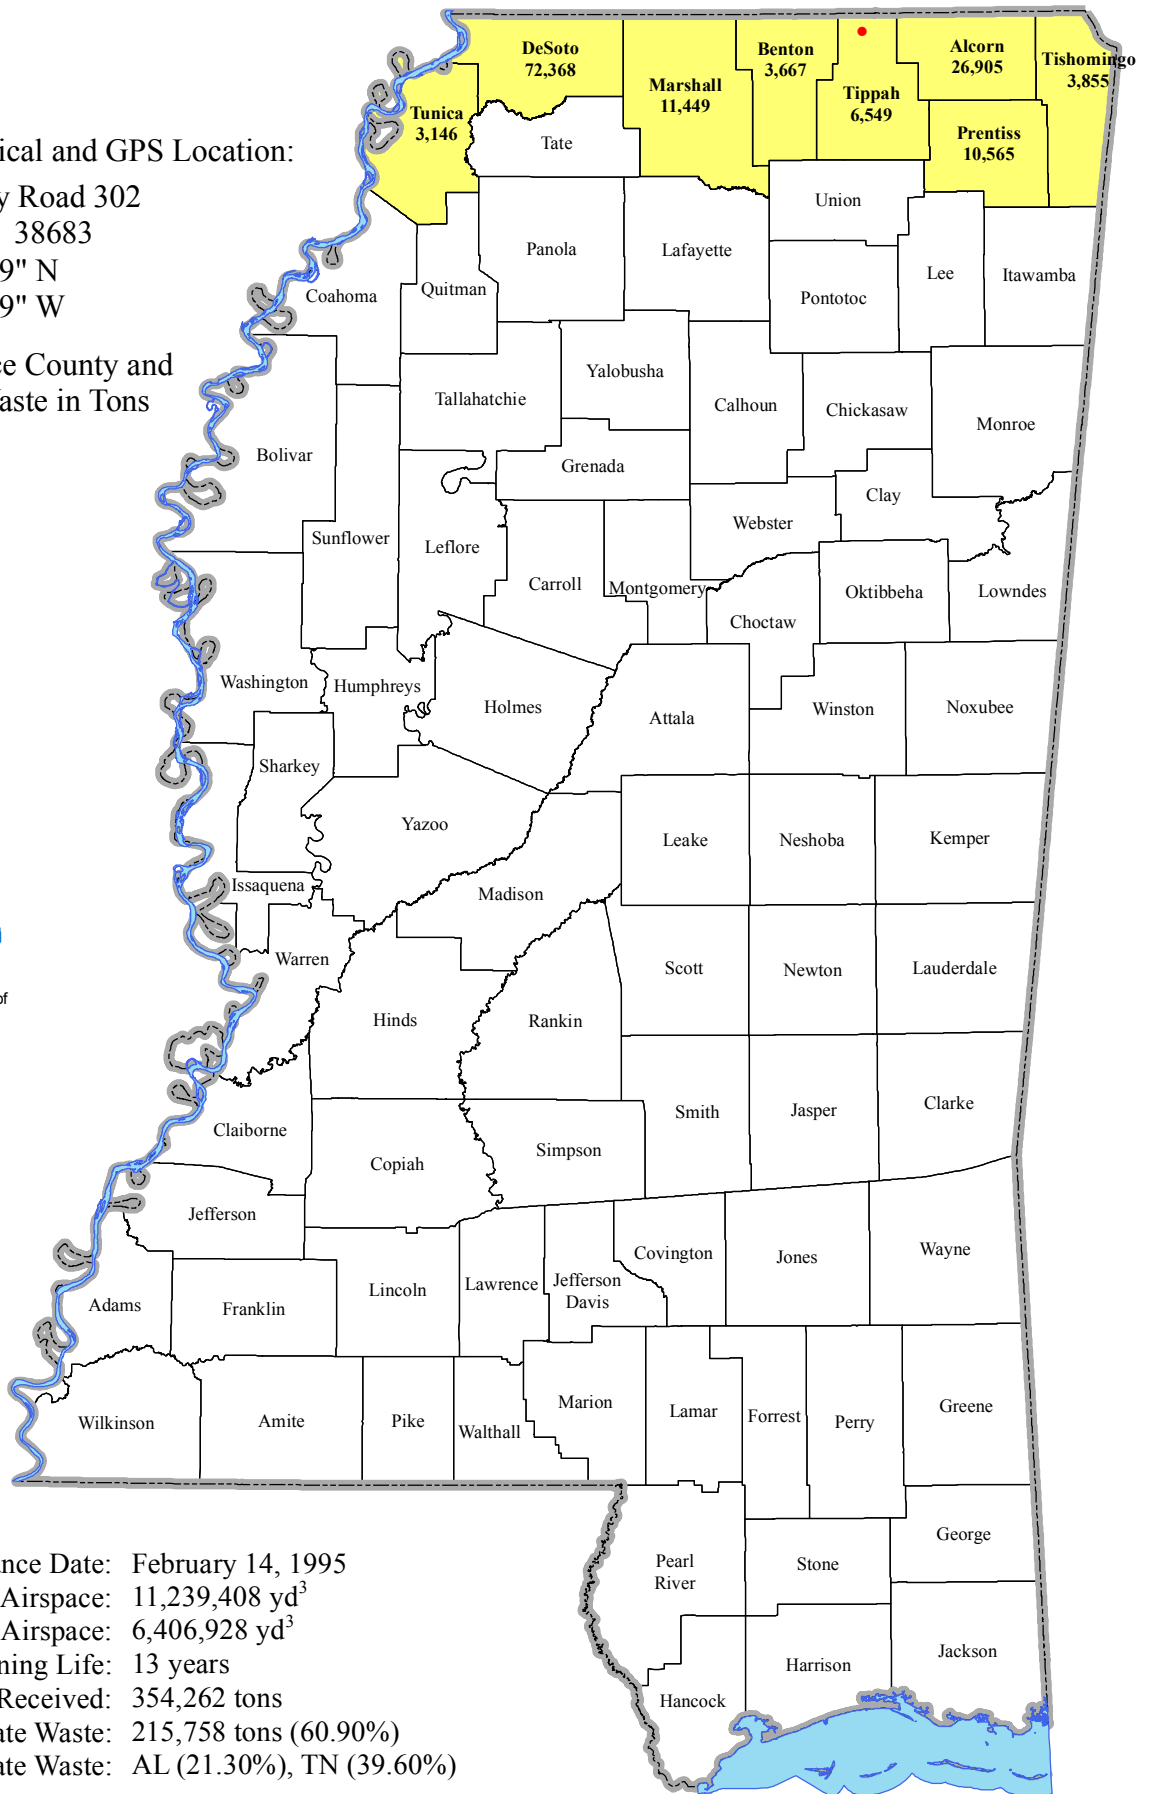 DeSoto
72,368
Marshall
11,449
Benton
3,667
Tippah
6,549
Alcorn
26,905
Tishomingo
3,855
Tunica
3,146
Prentiss
10,565
Tate
Union
ical and GPS Location:
y Road 302
38683
9" N
9" W
ce County and
Waste in Tons
Panola
Lafayette
Coahoma
Quitman
Pontotoc
Lee
Itawamba
Tallahatchie
Yalobusha
Calhoun
Chickasaw
Monroe
Bolivar
Grenada
Clay
Sunflower
Leflore
Webster
Carroll
Montgomery
Choctaw
Oktibbeha
Lowndes
Washington
Humphreys
Holmes
Attala
Winston
Noxubee
Sharkey
Yazoo
Leake
Neshoba
Kemper
Issaquena
Madison
Warren
Scott
Newton
Lauderdale
of
Hinds
Rankin
Smith
Jasper
Clarke
Claiborne
Copiah
Simpson
Jefferson
Covington
Jones
Wayne
Adams
Franklin
Lincoln
Lawrence
Jefferson
Davis
Wilkinson
Amite
Pike
Walthall
Marion
Lamar
Forrest
Perry
Greene
Pearl
River
Stone
George
Hancock
Harrison
Jackson
ance Date: February 14, 1995
Airspace: 11,239,408 yd³
Airspace: 6,406,928 yd³
ning Life: 13 years
Received: 354,262 tons
ate Waste: 215,758 tons (60.90%)
ate Waste: AL (21.30%), TN (39.60%)